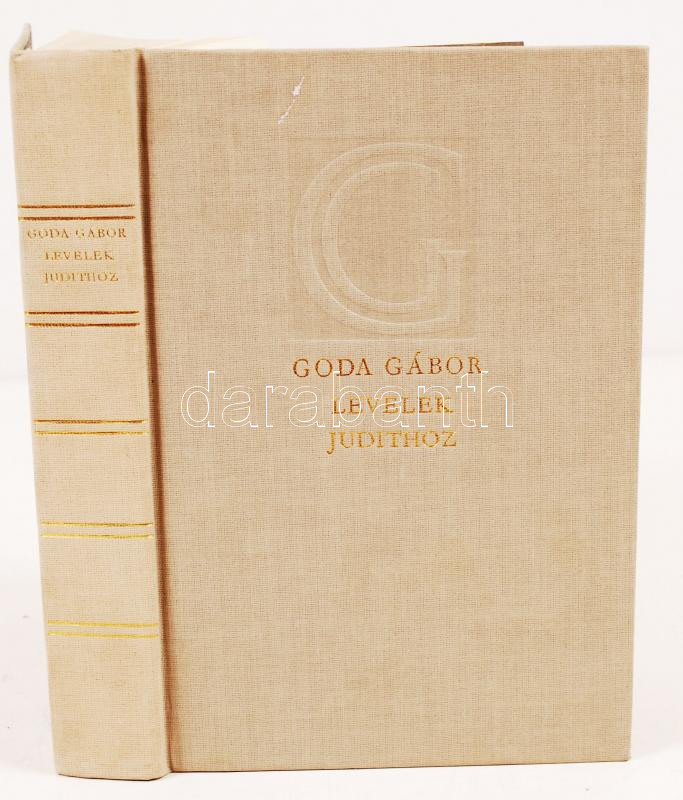 GODA GÁBOR
LEVELEK
JUDITHOZ
G
GODA GÁBOR
LEVELEK
JUDITHOZ
darabanth